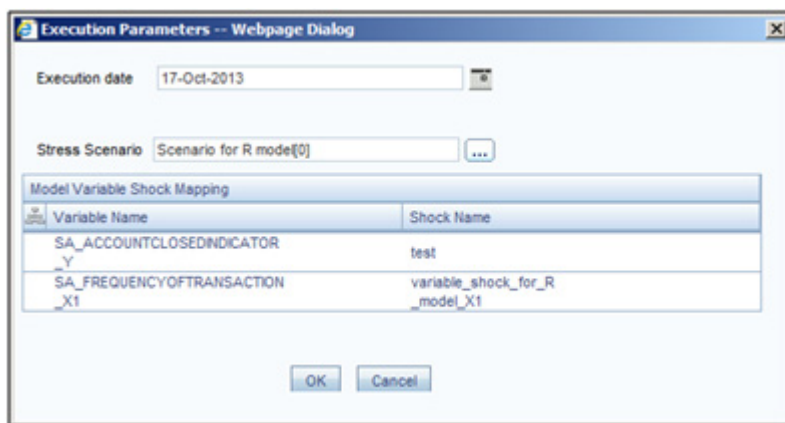 Execution Parameters -- Webpage Dialog
Execution date 17-Oct-2013
Stress Scenario Scenario for R model[0] ...
Model Variable Shock Mapping
Variable Name Shock Name
SA_ACCOUNTCLOSEDINDICATOR
_Y test
SA_FREQUENCYOFTRANSACTION variable_shock_for_R
_X1 _model_X1
OK Cancel